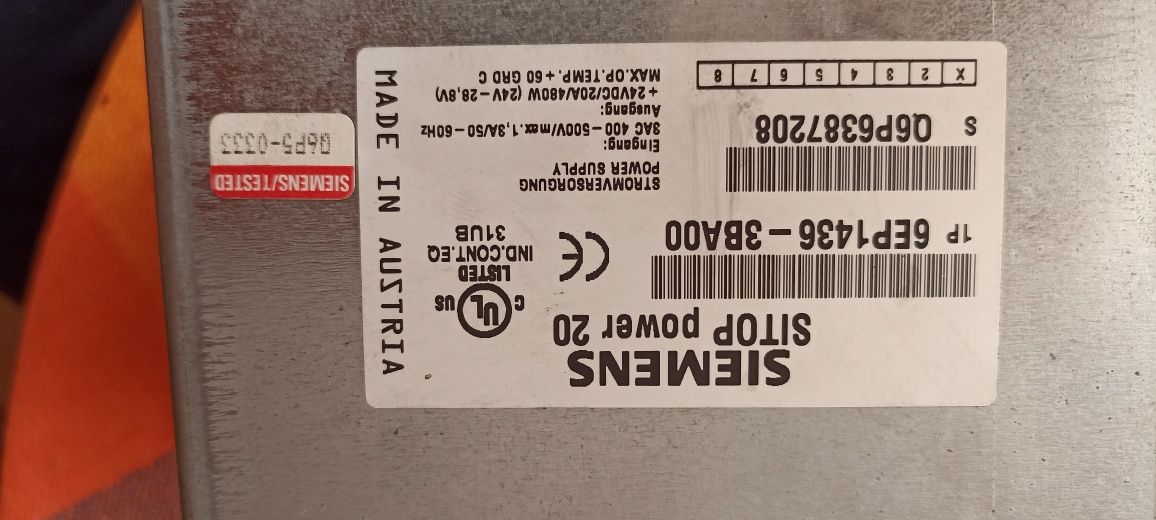 SIEMENS
SITOP power 20
1P 6EP1436-3BA00
S Q6P6387208
X 2 3 4 5 6 7 8
C UL US
LISTED
IND.CONT.EQ
31UB
CE
STROMVERSORGUNG
POWER SUPPLY
Eingang:
3AC 400-500V/max.1,3A/50-60Hz
Ausgang:
+24VDC/20A/480W (24V-28,8V)
MAX.OP.TEMP.+60 GRD C
MADE IN AUSTRIA
SIEMENS/TESTED
Q6P5-0333